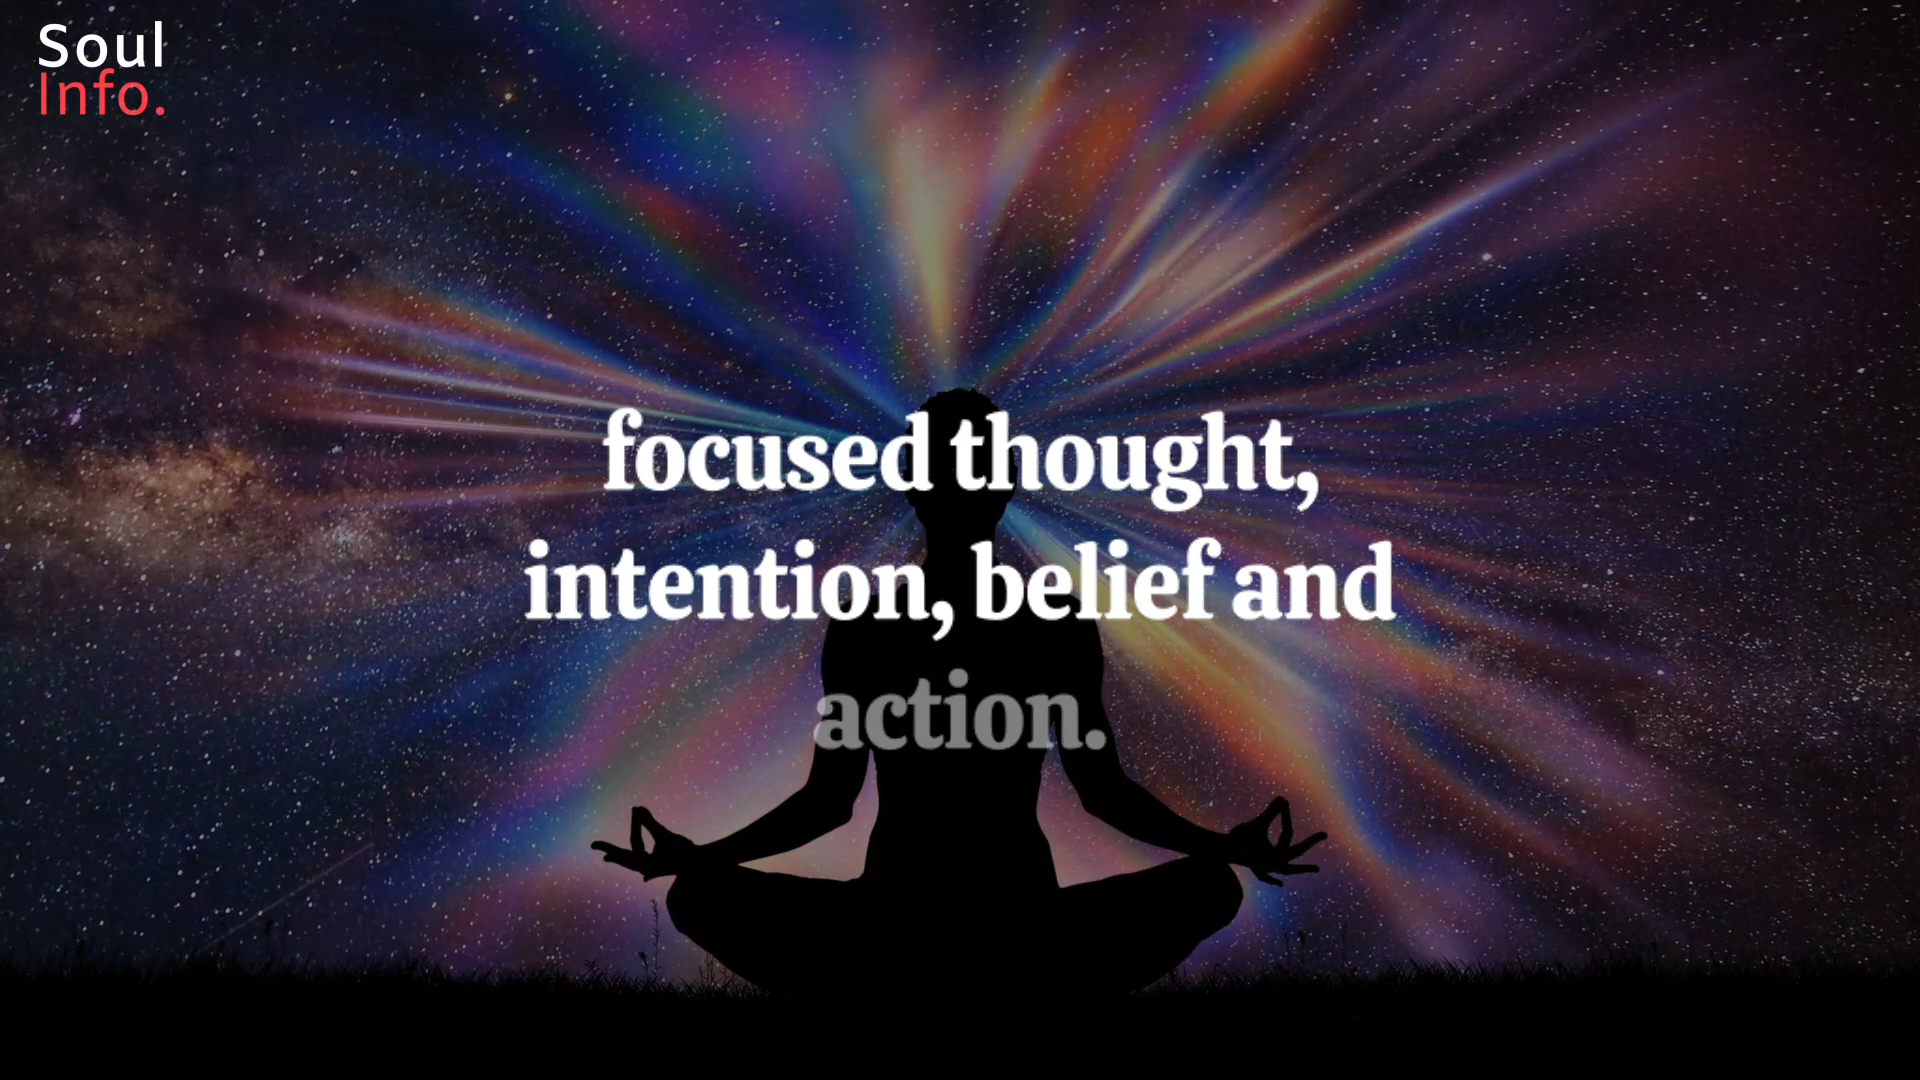 Soul
Info.
focused thought,
intention, belief and
action.